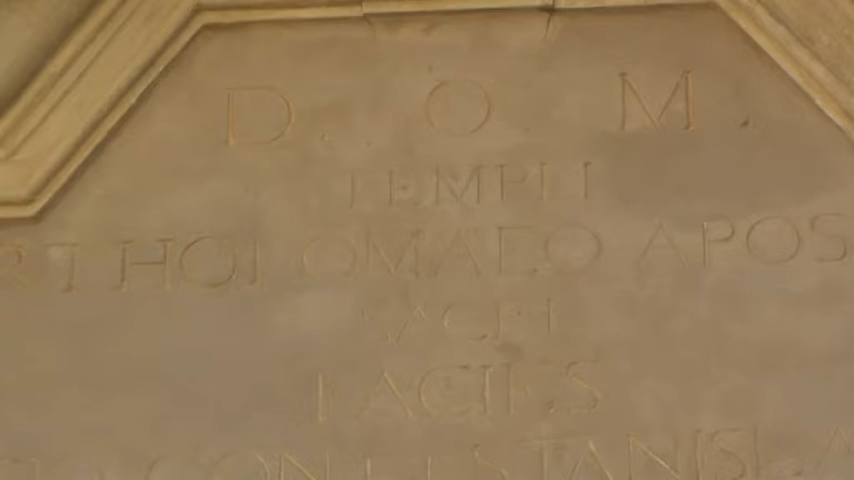 D. O. M.
TEMPLI
RTHOLOMAEO APOS
SACRI
FACIES